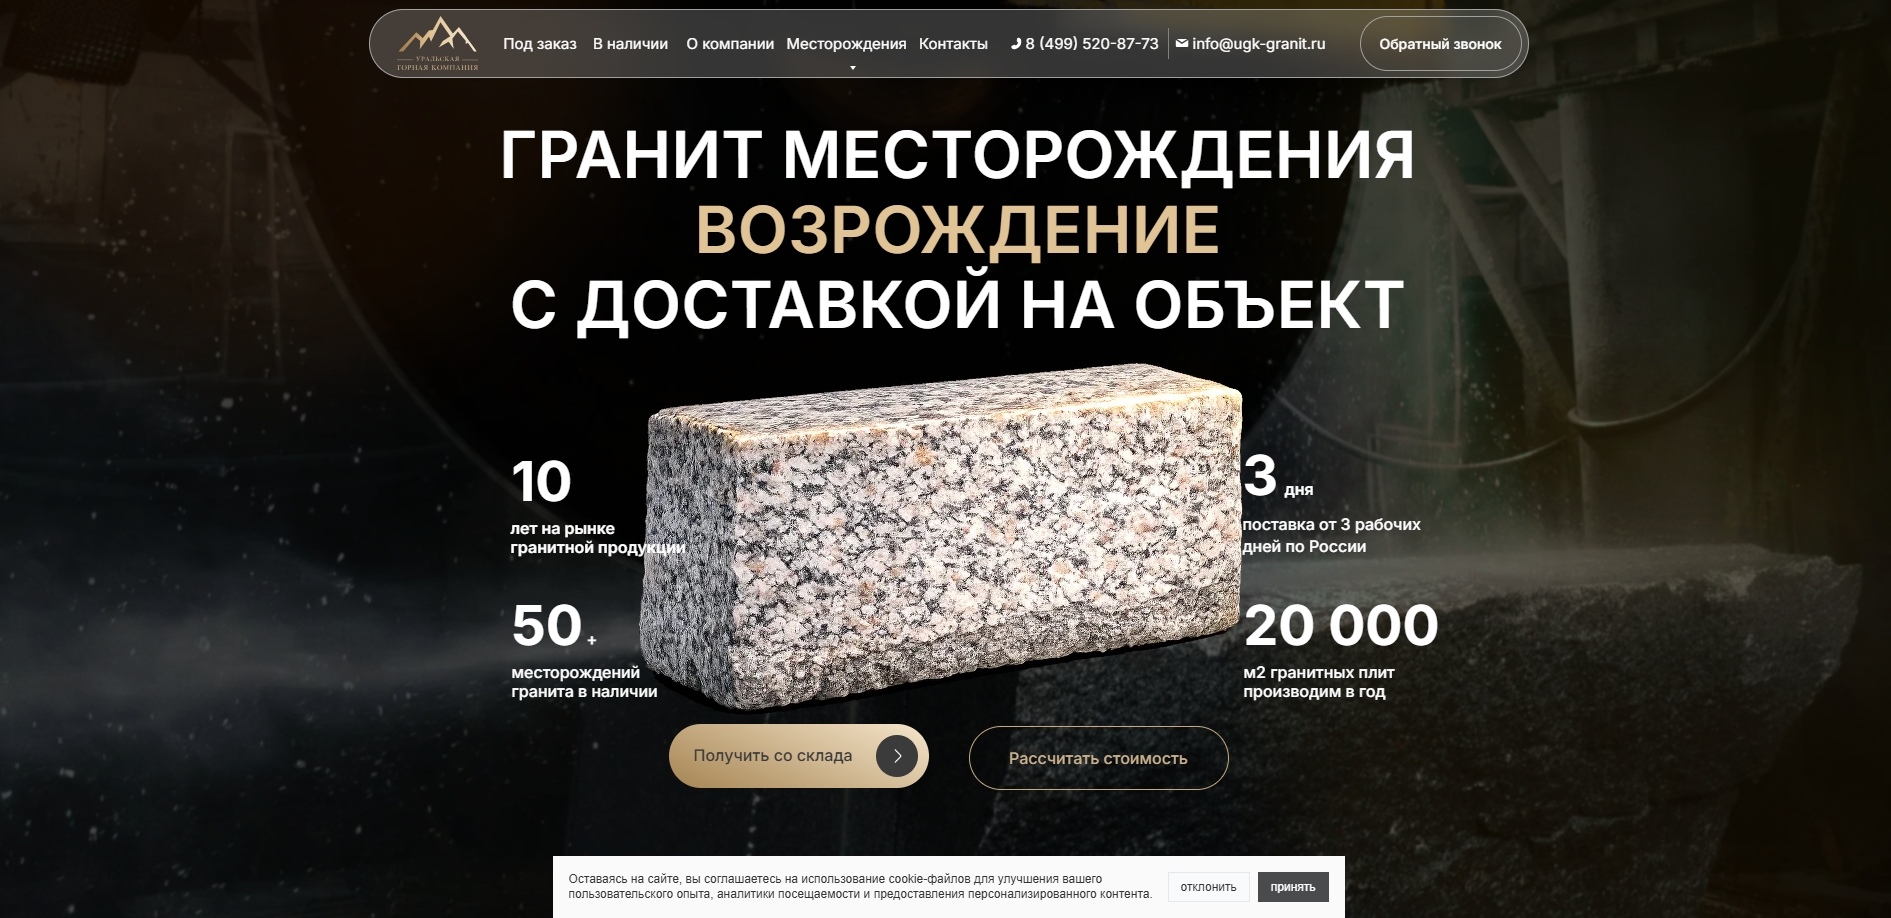 УРАЛЬСКАЯ
ГОРНАЯ КОМПАНИЯ
Под заказ
В наличии
О компании
Месторождения
Контакты
8 (499) 520-87-73
info@ugk-granit.ru
Обратный звонок
ГРАНИТ МЕСТОРОЖДЕНИЯ
ВОЗРОЖДЕНИЕ
С ДОСТАВКОЙ НА ОБЪЕКТ
10
лет на рынке
гранитной продукции
3 дня
поставка от 3 рабочих
дней по России
50 +
месторождений
гранита в наличии
20 000
м2 гранитных плит
производим в год
Получить со склада
Рассчитать стоимость
Оставаясь на сайте, вы соглашаетесь на использование cookie-файлов для улучшения вашего
пользовательского опыта, аналитики посещаемости и предоставления персонализированного контента.
отклонить
принять